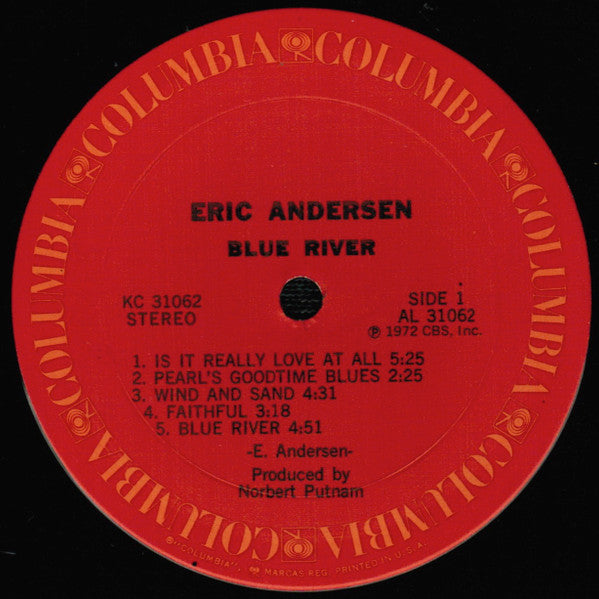 COLUMBIA COLUMBIA COLUMBIA COLUMBIA COLUMBIA COLUMBIA
ERIC ANDERSEN
BLUE RIVER
KC 31062
STEREO
SIDE 1
AL 31062
Ⓟ 1972 CBS, Inc.
1. IS IT REALLY LOVE AT ALL 5:25
2. PEARL'S GOODTIME BLUES 2:25
3. WIND AND SAND 4:31
4. FAITHFUL 3:18
5. BLUE RIVER 4:51
-E. Andersen-
Produced by
Norbert Putnam
"COLUMBIA", MARCAS REG. PRINTED IN U.S.A.